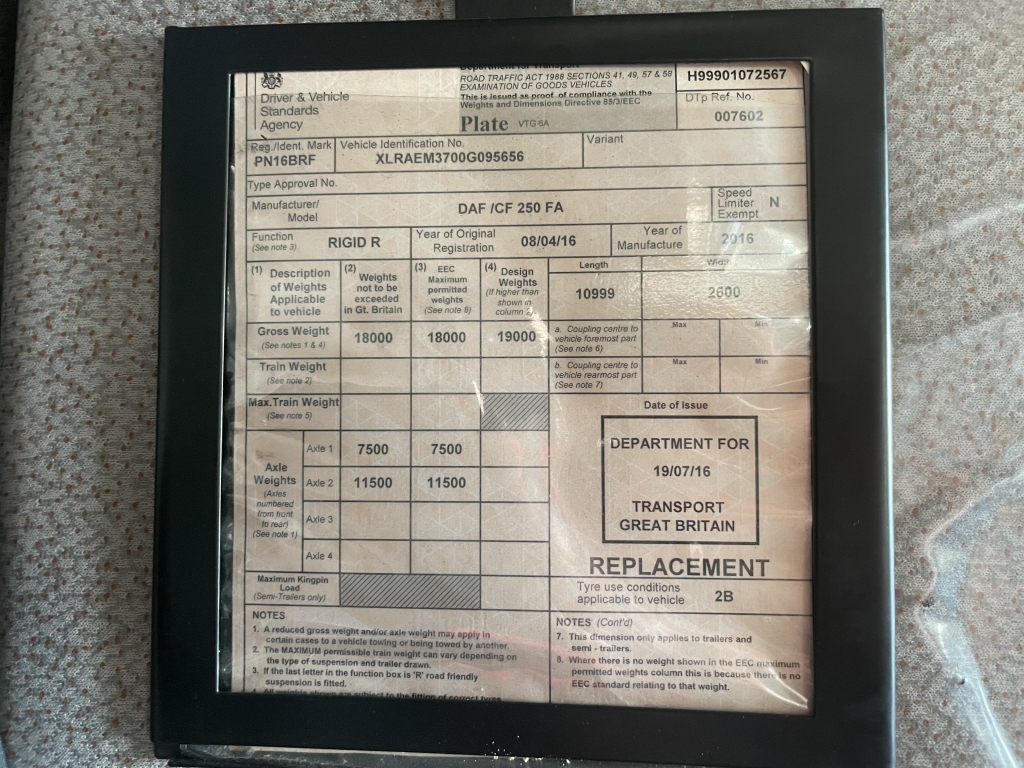 Department for Transport
ROAD TRAFFIC ACT 1988 SECTIONS 41, 49, 57 & 58
EXAMINATION OF GOODS VEHICLES
This is issued as proof of compliance with the
Weights and Dimensions Directive 85/3/EEC
Plate VTG 6A
Driver & Vehicle
Standards
Agency
H99901072567
DTp Ref. No.
007602
Reg./Ident. Mark
PN16BRF
Vehicle Identification No.
XLRAEM3700G095656
Variant
Type Approval No.
Manufacturer/
Model
DAF /CF 250 FA
Speed
Limiter
Exempt N
Function
(See note 3)
RIGID R
Year of Original
Registration
08/04/16
Year of
Manufacture
2016
(1) Description
of Weights
Applicable
to vehicle
(2) Weights
not to be
exceeded
in Gt. Britain
(3) EEC
Maximum
permitted
weights
(See note 8)
(4) Design
Weights
(If higher than
shown in
column 2)
Length
10999
Width
2600
Gross Weight
(See notes 1 & 4)
18000
18000
19000
a. Coupling centre to
vehicle foremost part
(See note 6)
Max
Min
Train Weight
(See note 2)
b. Coupling centre to
vehicle rearmost part
(See note 7)
Max
Min
Max.Train Weight
(See note 5)
Axle
Weights
(Axles
numbered
from front
to rear)
(See note 1)
Axle 1 7500 7500
Axle 2 11500 11500
Axle 3
Axle 4
Date of Issue
DEPARTMENT FOR
19/07/16
TRANSPORT
GREAT BRITAIN
REPLACEMENT
Maximum Kingpin
Load
(Semi-Trailers only)
Tyre use conditions
applicable to vehicle 2B
NOTES
1. A reduced gross weight and/or axle weight may apply in
certain cases to a vehicle towing or being towed by another.
2. The MAXIMUM permissible train weight can vary depending on
the type of suspension and trailer drawn.
3. If the last letter in the function box is 'R' road friendly
suspension is fitted.
subject to the fitting of correct tyres
NOTES (Cont'd)
7. This dimension only applies to trailers and
semi - trailers.
8. Where there is no weight shown in the EEC maximum
permitted weights column this is because there is no
EEC standard relating to that weight.